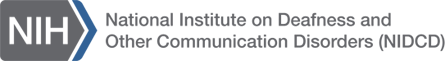 NIH
National Institute on Deafness and
Other Communication Disorders (NIDCD)